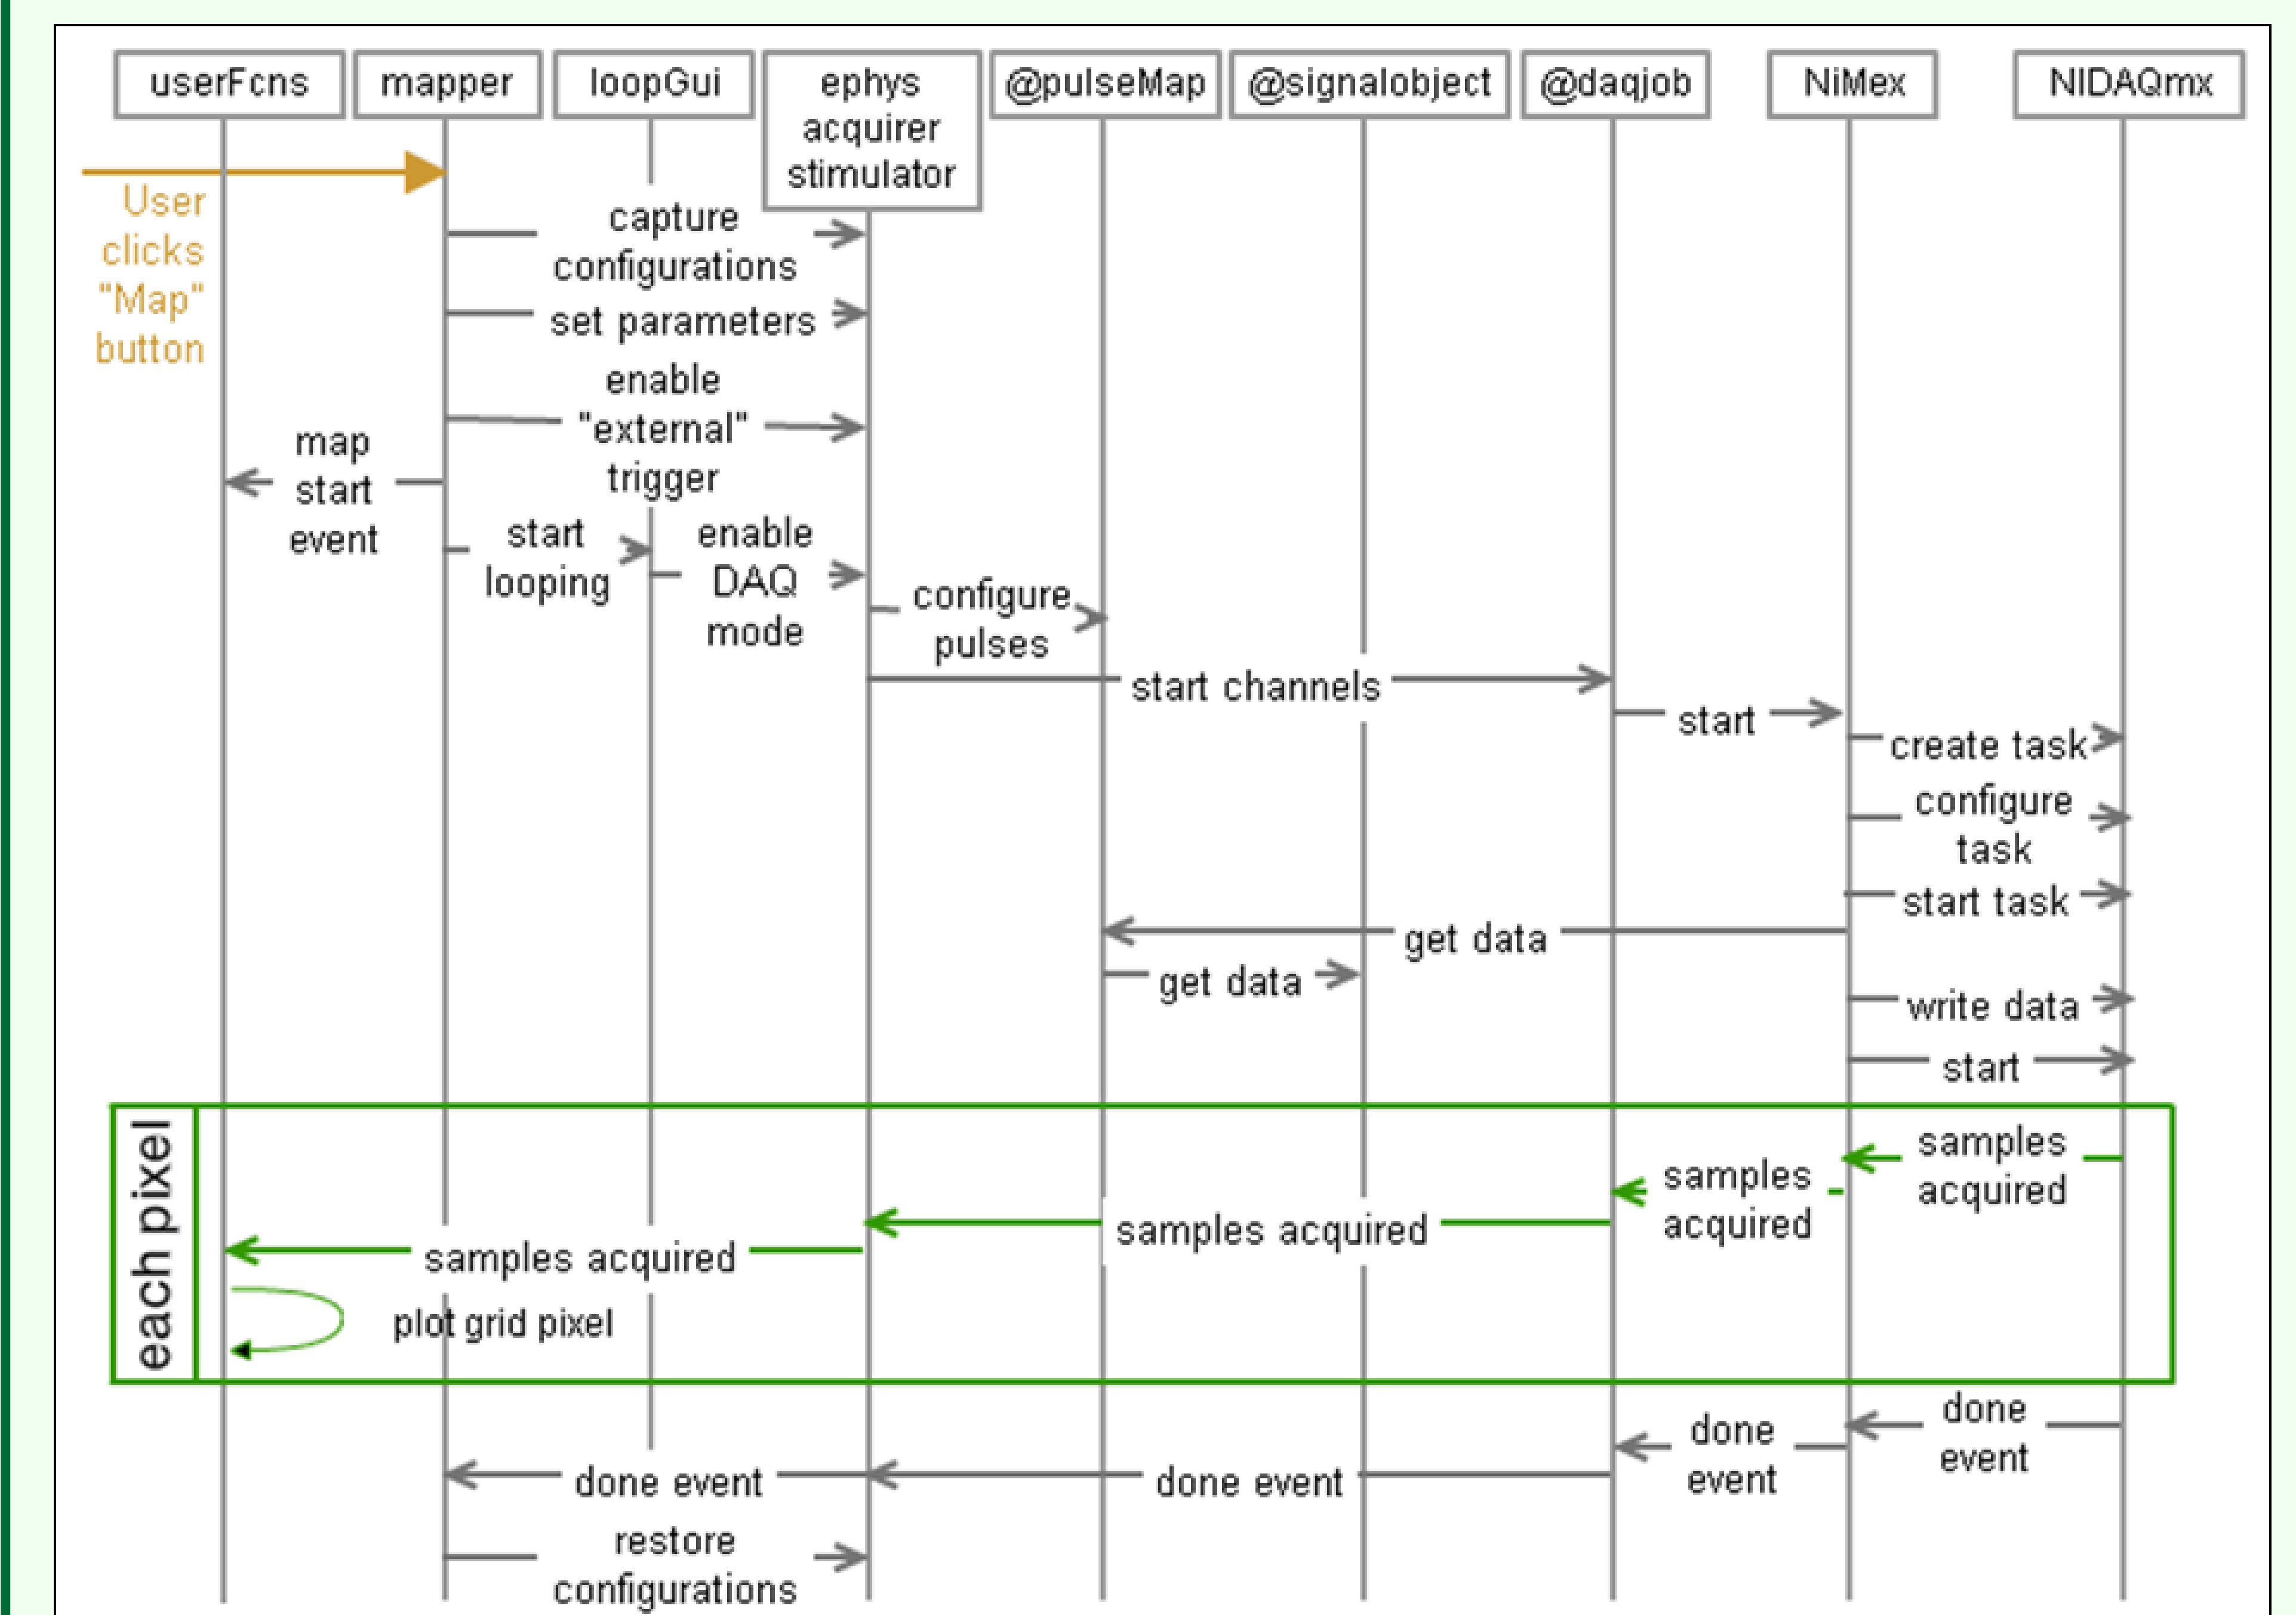 userFcns
mapper
loopGui
ephys
acquirer
stimulator
@pulseMap
@signalobject
@daqjob
NiMex
NIDAQmx
User
clicks
"Map"
button
capture
configurations
set parameters
enable
"external"
trigger
map
start
event
start
looping
enable
DAQ
mode
configure
pulses
start channels
start
create task
configure
task
start task
get data
get data
write data
start
each pixel
samples
acquired
samples
acquired
samples acquired
samples acquired
plot grid pixel
done
event
done
event
done event
done event
restore
configurations